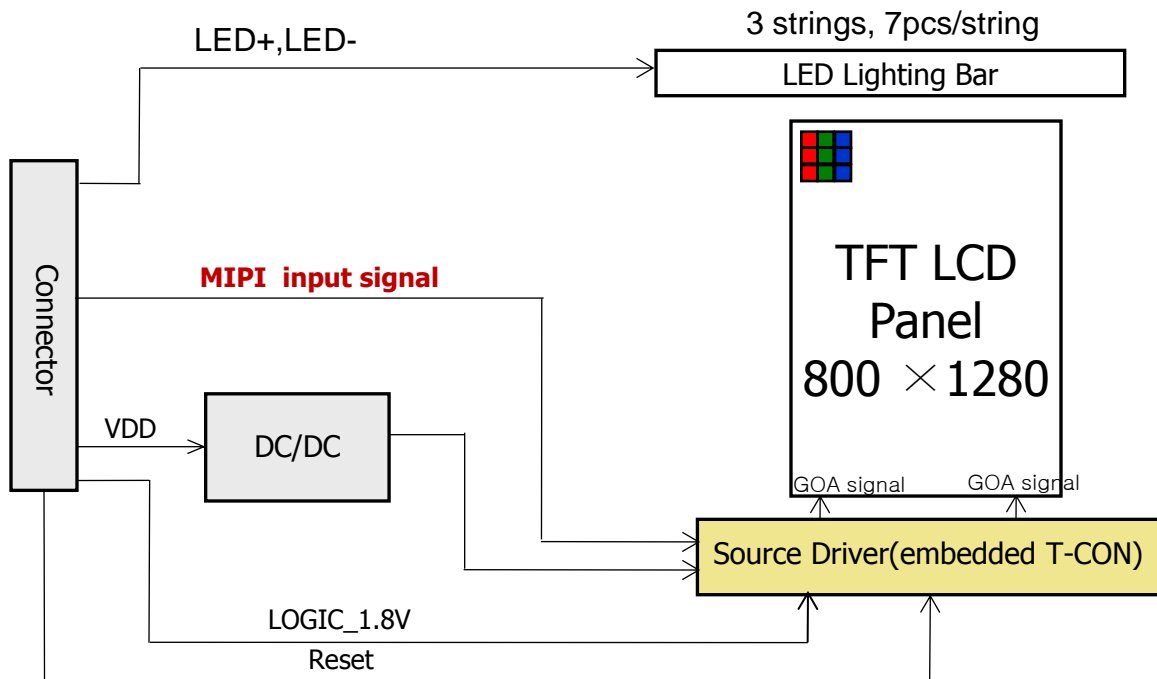 3 strings, 7pcs/string
LED+,LED-
LED Lighting Bar
Connector
MIPI input signal
TFT LCD
Panel
800 ×1280
VDD
DC/DC
GOA signal
GOA signal
Source Driver(embedded T-CON)
LOGIC_1.8V
Reset